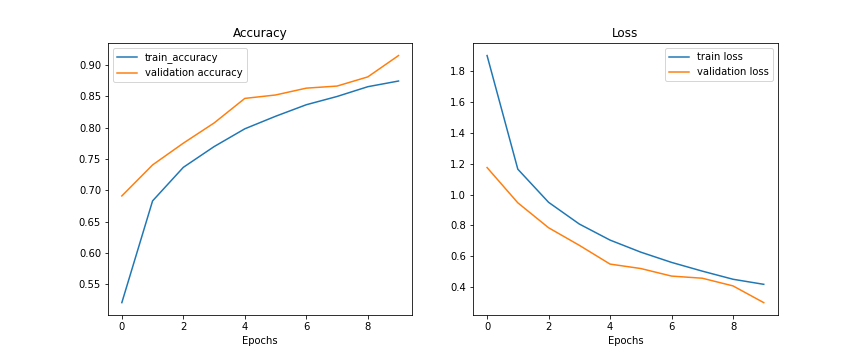 Accuracy
train_accuracy
validation accuracy
0.90
0.85
0.80
0.75
0.70
0.65
0.60
0.55
0 2 4 6 8
Epochs
Loss
train loss
validation loss
1.8
1.6
1.4
1.2
1.0
0.8
0.6
0.4
0 2 4 6 8
Epochs